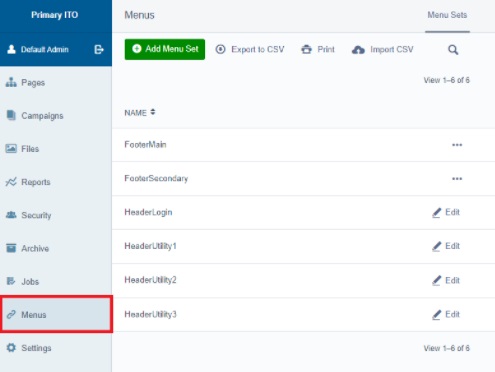 Primary ITO
Menus
Menu Sets
Default Admin
Add Menu Set
Export to CSV
Print
Import CSV
View 1–6 of 6
Pages
Campaigns
Files
Reports
Security
Archive
Jobs
Menus
Settings
NAME
FooterMain
FooterSecondary
HeaderLogin Edit
HeaderUtility1 Edit
HeaderUtility2 Edit
HeaderUtility3 Edit
View 1–6 of 6